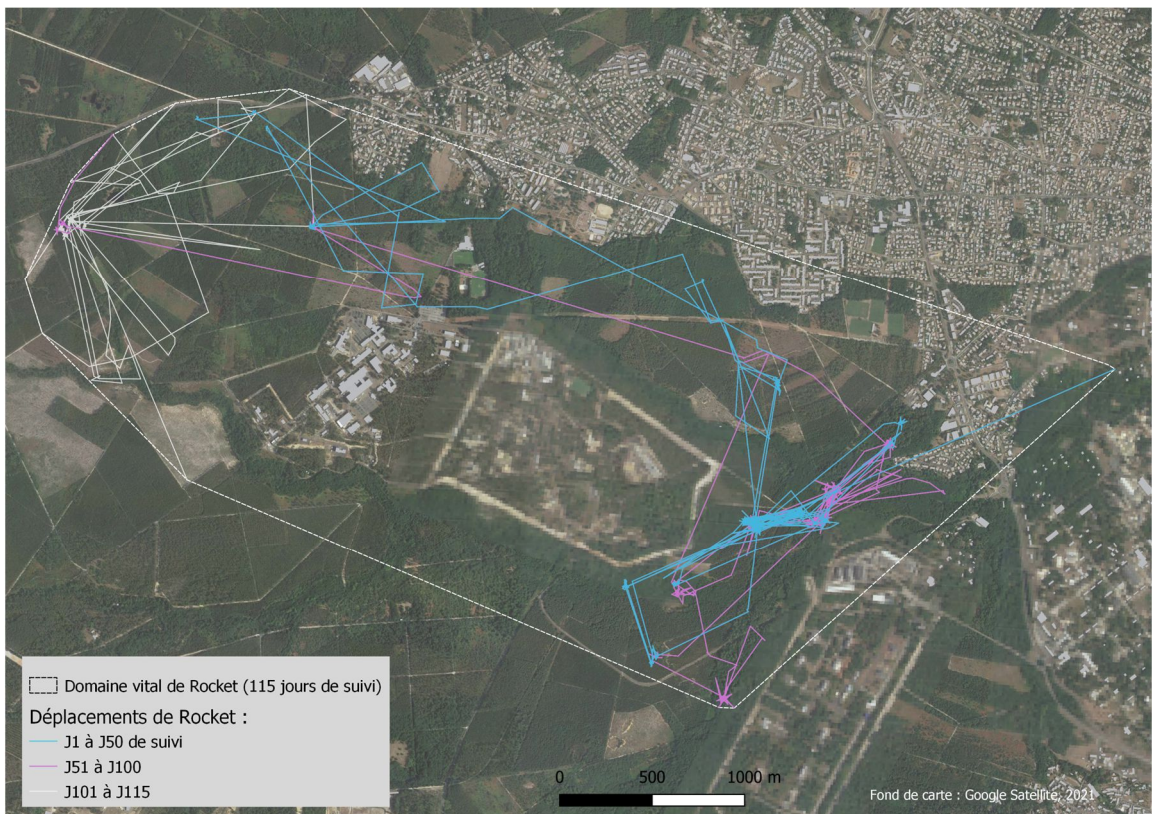 Domaine vital de Rocket (115 jours de suivi)
Déplacements de Rocket :
J1 à J50 de suivi
J51 à J100
J101 à J115
0 500 1000 m
Fond de carte : Google Satellite, 2021